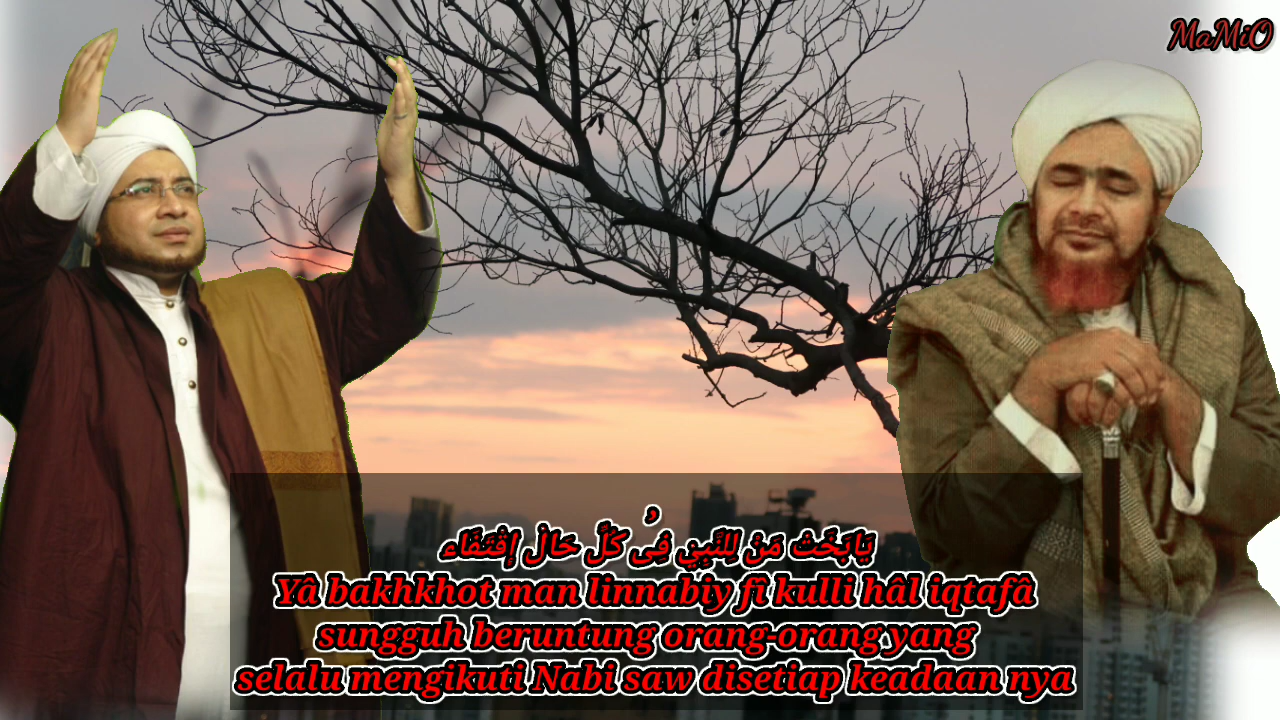 MaMiO
يَابَخَتْ مَنْ لِلنَّبِيْ فِىْ كُلِّ حَالْ إِقْتَفَاء
Yâ bakhkhot man linnabiy fî kulli hâl iqtafâ
sungguh beruntung orang-orang yang
selalu mengikuti Nabi saw disetiap keadaan nya